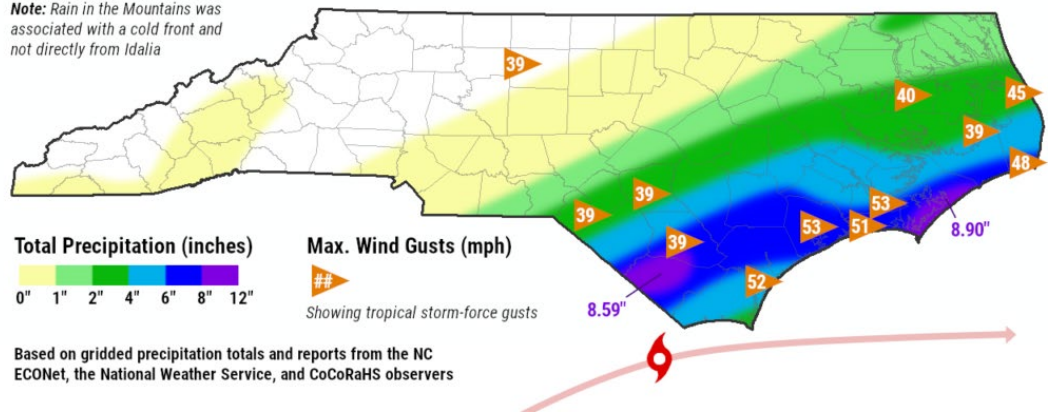 Note: Rain in the Mountains was
associated with a cold front and
not directly from Idalia
39
40
45
39
48
39
39
53
53
51
39
8.90"
52
8.59"
Total Precipitation (inches)
0" 1" 2" 4" 6" 8" 12"
Max. Wind Gusts (mph)
##
Showing tropical storm-force gusts
Based on gridded precipitation totals and reports from the NC
ECONet, the National Weather Service, and CoCoRaHS observers